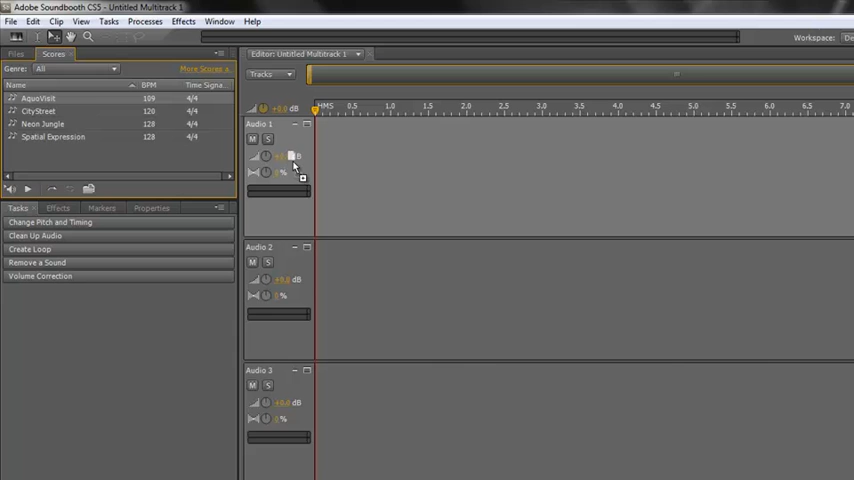 Adobe Soundbooth CS5 - Untitled Multitrack 1
File Edit Clip View Tasks Processes Effects Window Help
Workspace: De
Files Scores
Genre: All More Scores
Name BPM Time Signa...
AquoVisit 109 4/4
CityStreet 120 4/4
Neon Jungle 128 4/4
Spatial Expression 128 4/4
Tasks Effects Markers Properties
Change Pitch and Timing
Clean Up Audio
Create Loop
Remove a Sound
Volume Correction
Editor: Untitled Multitrack 1
Tracks
+0.0 dB
HMS 0.5 1.0 1.5 2.0 2.5 3.0 3.5 4.0 4.5 5.0 5.5 6.0 6.5 7.0
Audio 1
M S
B
%
Audio 2
M S
+0.0 dB
%
Audio 3
M S
+0.0 dB
%